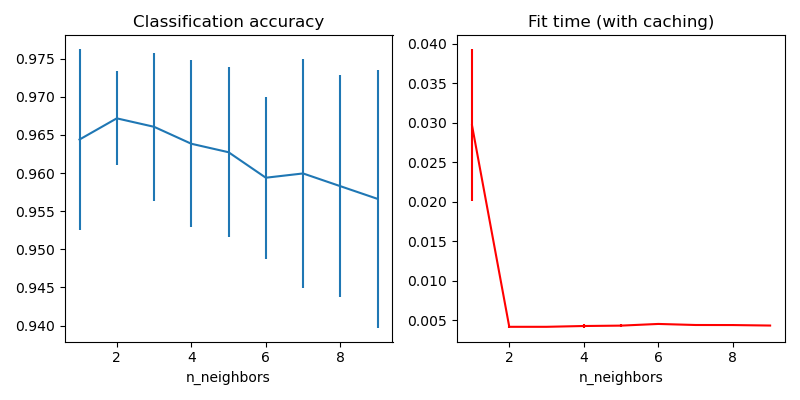 Classification accuracy
0.975
0.970
0.965
0.960
0.955
0.950
0.945
0.940
2 4 6 8
n_neighbors
Fit time (with caching)
0.040
0.035
0.030
0.025
0.020
0.015
0.010
0.005
2 4 6 8
n_neighbors